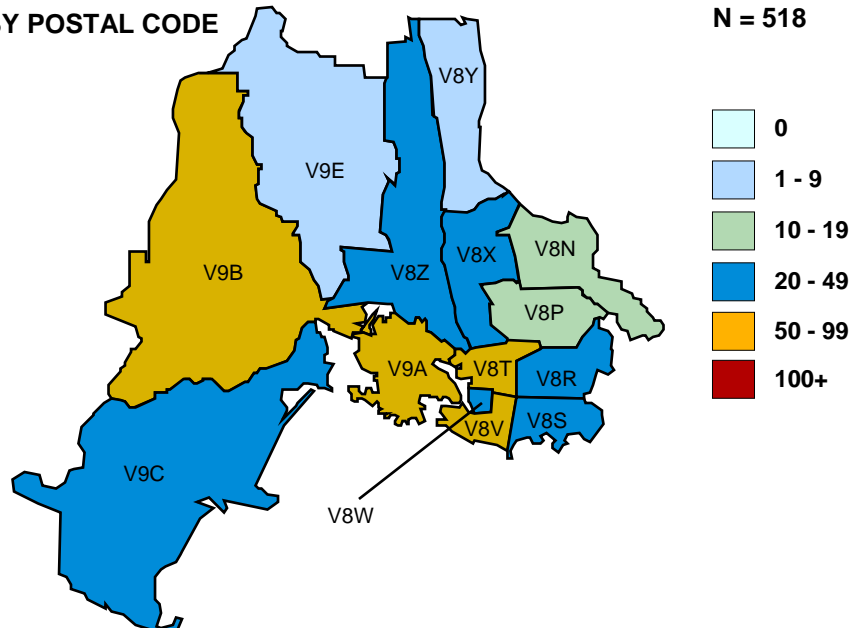 BY POSTAL CODE
N = 518
0
1 - 9
10 - 19
20 - 49
50 - 99
100+
V8Y
V9E
V8N
V8X
V9B
V8Z
V8P
V9A
V8T
V8R
V8S
V8V
V9C
V8W